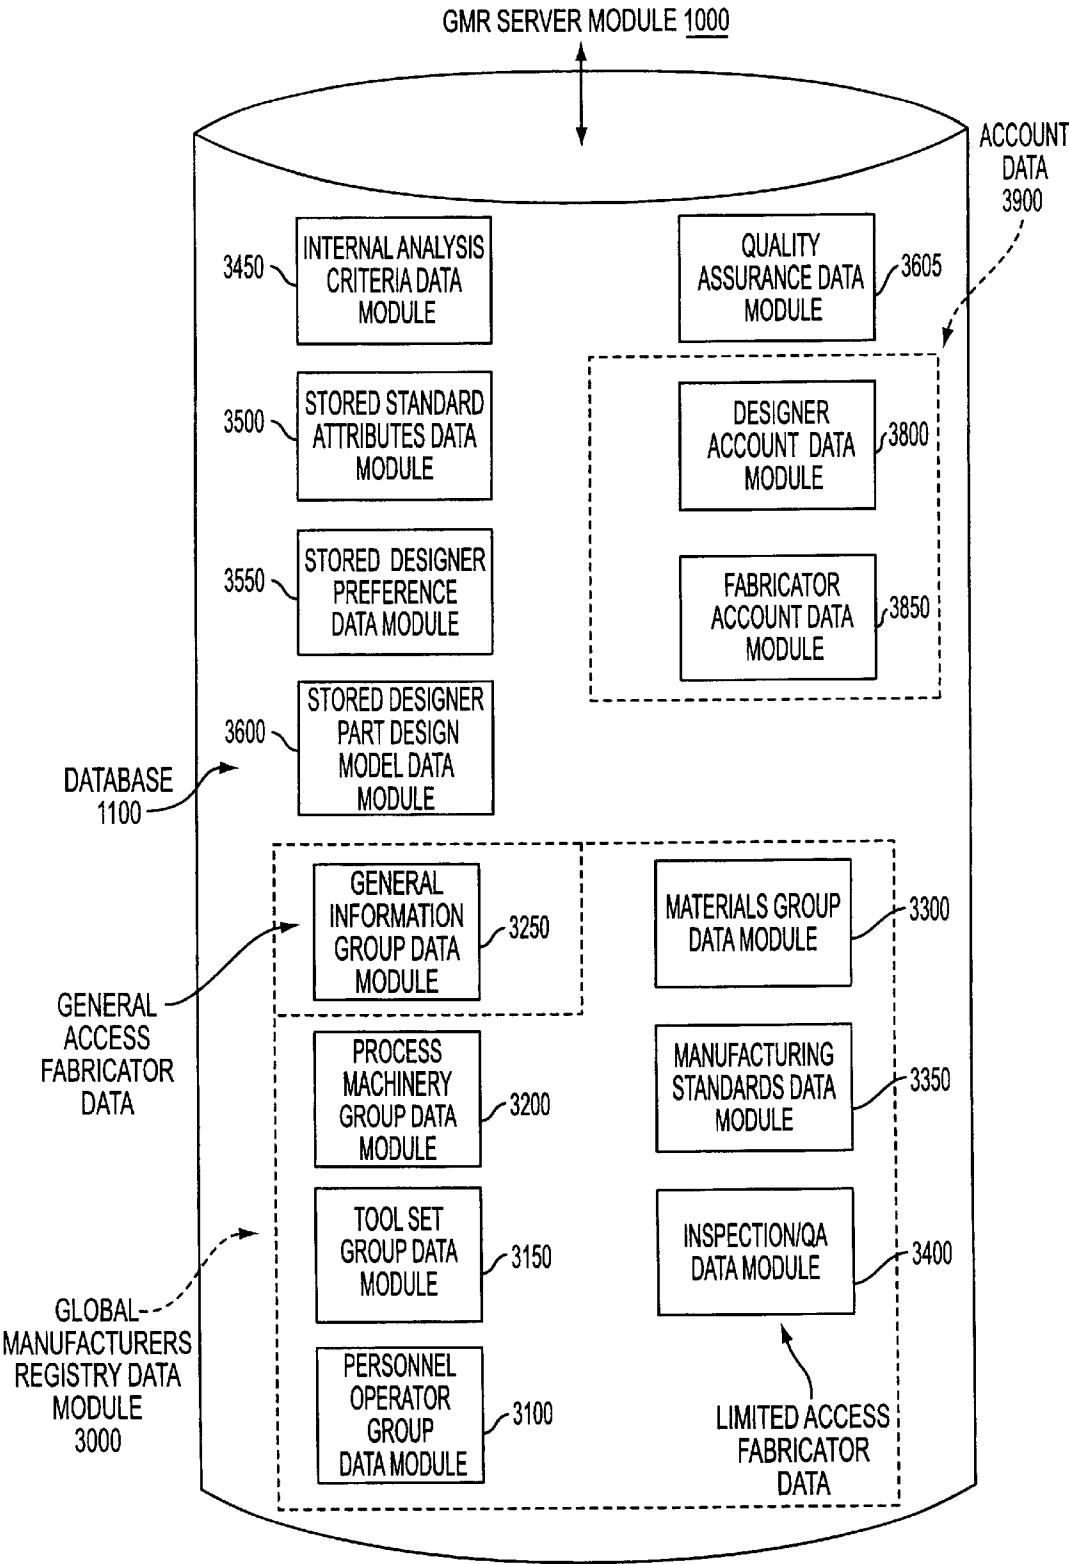 GMR SERVER MODULE 1000
ACCOUNT
DATA
3900
INTERNAL ANALYSIS
CRITERIA DATA
MODULE
3450
QUALITY
ASSURANCE DATA
MODULE
3605
STORED STANDARD
ATTRIBUTES DATA
MODULE
3500
DESIGNER
ACCOUNT DATA
MODULE
3800
STORED DESIGNER
PREFERENCE
DATA MODULE
3550
FABRICATOR
ACCOUNT DATA
MODULE
3850
STORED DESIGNER
PART DESIGN
MODEL DATA
MODULE
3600
DATABASE
1100
GENERAL
INFORMATION
GROUP DATA
MODULE
3250
MATERIALS GROUP
DATA MODULE
3300
GENERAL
ACCESS
FABRICATOR
DATA
PROCESS
MACHINERY
GROUP DATA
MODULE
3200
MANUFACTURING
STANDARDS DATA
MODULE
3350
TOOL SET
GROUP DATA
MODULE
3150
INSPECTION/QA
DATA MODULE
3400
GLOBAL
MANUFACTURERS
REGISTRY DATA
MODULE
3000
PERSONNEL
OPERATOR
GROUP
DATA MODULE
3100
LIMITED ACCESS
FABRICATOR
DATA